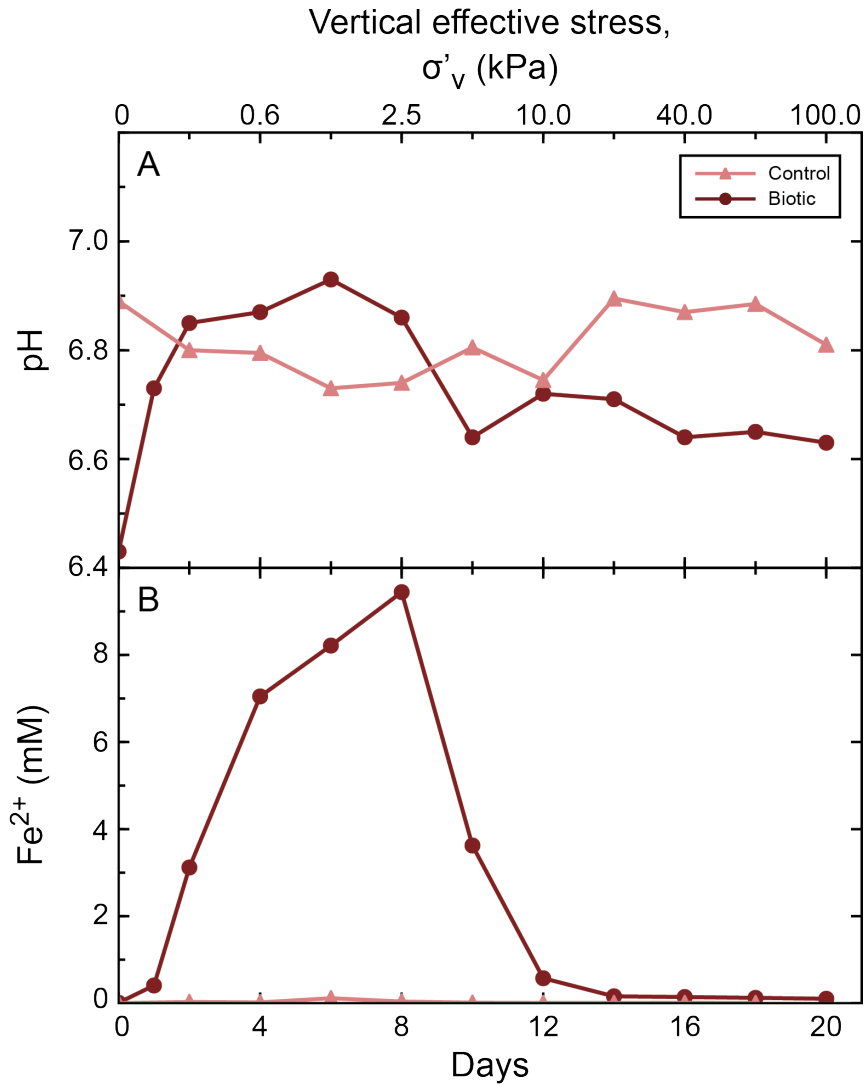 Vertical effective stress,
σ'v (kPa)
0 0.6 2.5 10.0 40.0 100.0
A
Control
Biotic
7.0
6.8
6.6
6.4
pH
B
8
6
4
2
0
Fe2+ (mM)
0 4 8 12 16 20
Days